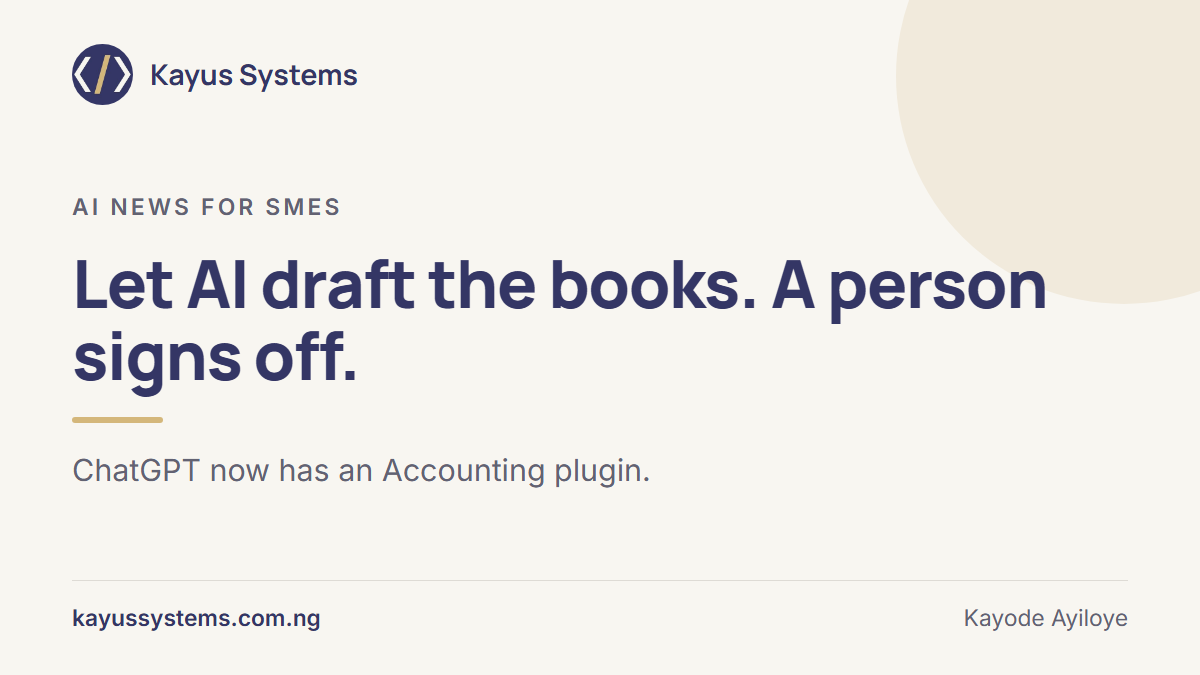 </> Kayus Systems
AI NEWS FOR SMES
Let AI draft the books. A person
signs off.
ChatGPT now has an Accounting plugin.
kayussystems.com.ng
Kayode Ayiloye